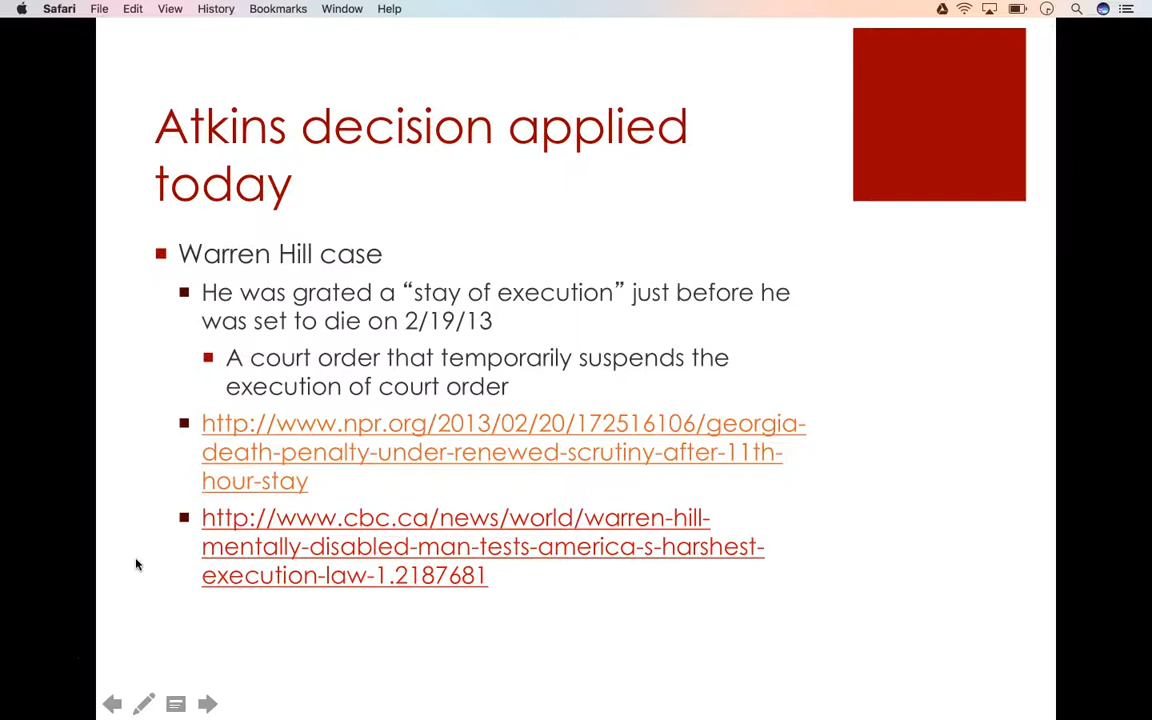 Safari File Edit View History Bookmarks Window Help
Atkins decision applied
today
Warren Hill case
He was grated a “stay of execution” just before he
was set to die on 2/19/13
A court order that temporarily suspends the
execution of court order
http://www.npr.org/2013/02/20/172516106/georgia-
death-penalty-under-renewed-scrutiny-after-11th-
hour-stay
http://www.cbc.ca/news/world/warren-hill-
mentally-disabled-man-tests-america-s-harshest-
execution-law-1.2187681